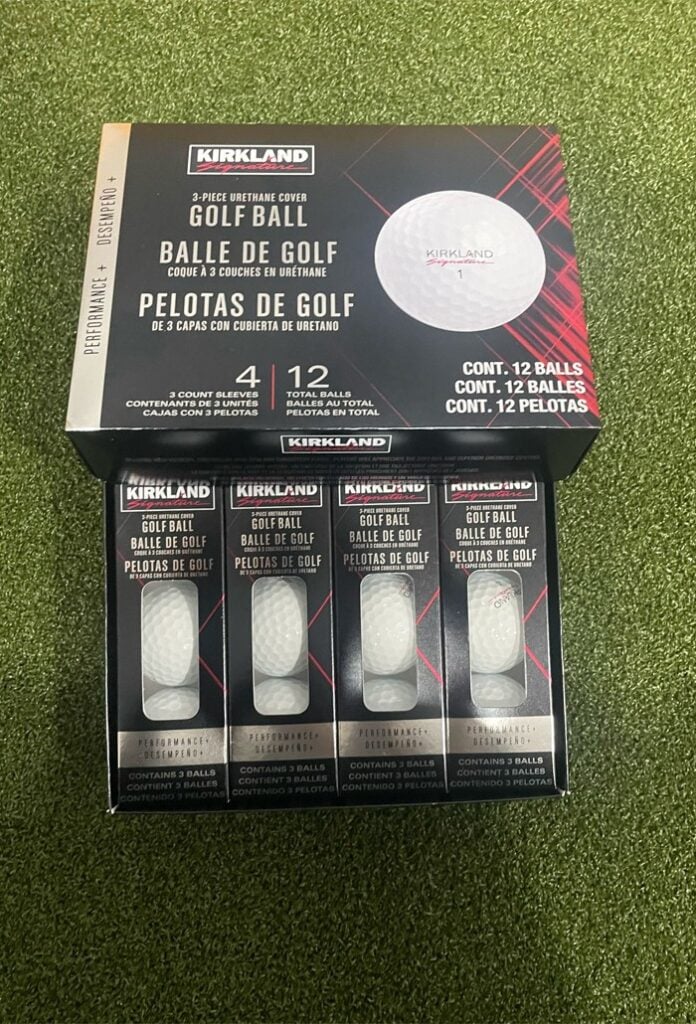 PERFORMANCE + DESEMPEÑO +
KIRKLAND
Signature
3-PIECE URETHANE COVER
GOLF BALL
BALLE DE GOLF
COQUE À 3 COUCHES EN URÉTHANE
PELOTAS DE GOLF
DE 3 CAPAS CON CUBIERTA DE URETANO
KIRKLAND
Signature
1
4
3 COUNT SLEEVES
CONTENANTS DE 3 UNITÉS
CAJAS CON 3 PELOTAS
12
TOTAL BALLS
BALLES AU TOTAL
PELOTAS EN TOTAL
CONT. 12 BALLS
CONT. 12 BALLES
CONT. 12 PELOTAS
KIRKLAND
Signature
KIRKLAND
Signature
3-PIECE URETHANE COVER
GOLF BALL
BALLE DE GOLF
COQUE À 3 COUCHES EN URÉTHANE
PELOTAS DE GOLF
DE 3 CAPAS CON CUBIERTA DE URETANO
PERFORMANCE+
DESEMPEÑO+
CONTAINS 3 BALLS
CONTIENT 3 BALLES
CONTENIDO 3 PELOTAS
KIRKLAND
Signature
3-PIECE URETHANE COVER
GOLF BALL
BALLE DE GOLF
COQUE À 3 COUCHES EN URÉTHANE
PELOTAS DE GOLF
DE 3 CAPAS CON CUBIERTA DE URETANO
PERFORMANCE+
DESEMPEÑO+
CONTAINS 3 BALLS
CONTIENT 3 BALLES
CONTENIDO 3 PELOTAS
KIRKLAND
Signature
3-PIECE URETHANE COVER
GOLF BALL
BALLE DE GOLF
COQUE À 3 COUCHES EN URÉTHANE
PELOTAS DE GOLF
DE 3 CAPAS CON CUBIERTA DE URETANO
PERFORMANCE+
DESEMPEÑO+
CONTAINS 3 BALLS
CONTIENT 3 BALLES
CONTENIDO 3 PELOTAS
KIRKLAND
Signature
3-PIECE URETHANE COVER
GOLF BALL
BALLE DE GOLF
COQUE À 3 COUCHES EN URÉTHANE
PELOTAS DE GOLF
DE 3 CAPAS CON CUBIERTA DE URETANO
PERFORMANCE+
DESEMPEÑO+
CONTAINS 3 BALLS
CONTIENT 3 BALLES
CONTENIDO 3 PELOTAS